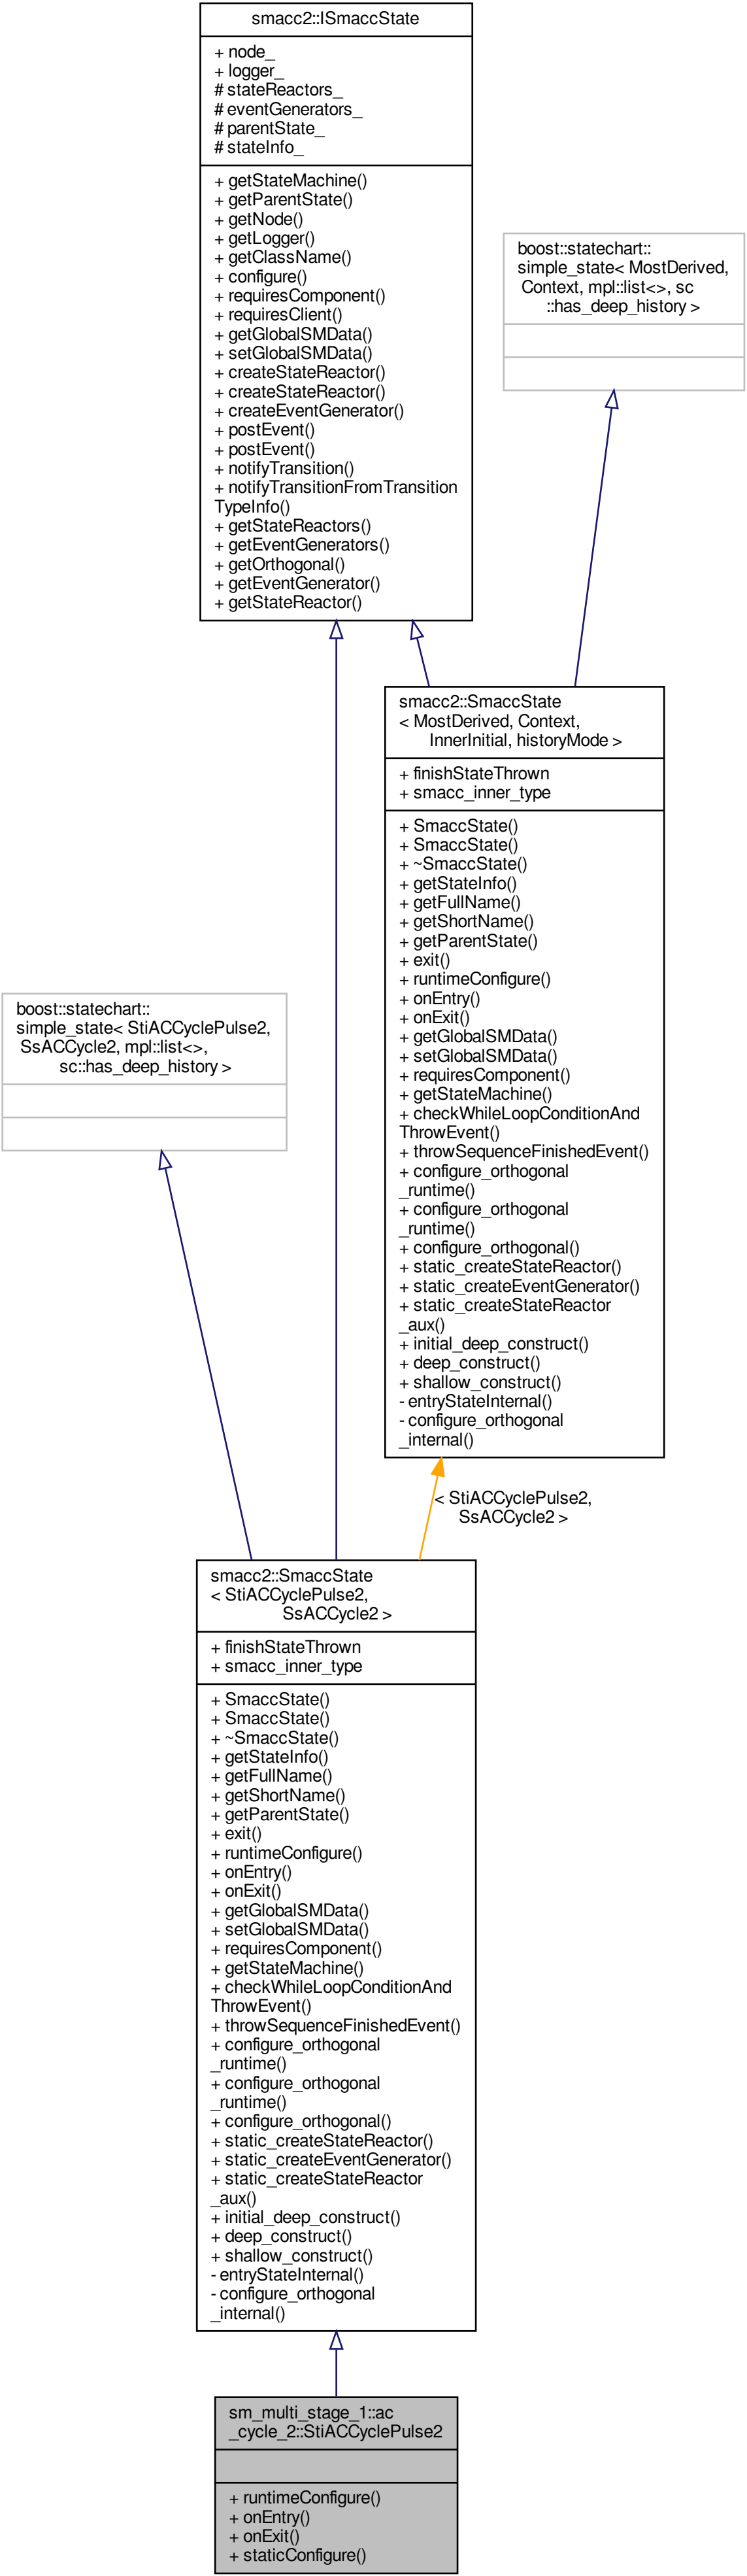 smacc2::ISmaccState
+ node_
+ logger_
# stateReactors_
# eventGenerators_
# parentState_
# stateInfo_
+ getStateMachine()
+ getParentState()
+ getNode()
+ getLogger()
+ getClassName()
+ configure()
+ requiresComponent()
+ requiresClient()
+ getGlobalSMData()
+ setGlobalSMData()
+ createStateReactor()
+ createStateReactor()
+ createEventGenerator()
+ postEvent()
+ postEvent()
+ notifyTransition()
+ notifyTransitionFromTransition
TypeInfo()
+ getStateReactors()
+ getEventGenerators()
+ getOrthogonal()
+ getEventGenerator()
+ getStateReactor()
boost::statechart::
simple_state< MostDerived,
Context, mpl::list<>, sc
::has_deep_history >
smacc2::SmaccState
< MostDerived, Context,
InnerInitial, historyMode >
+ finishStateThrown
+ smacc_inner_type
+ SmaccState()
+ SmaccState()
+ ~SmaccState()
+ getStateInfo()
+ getFullName()
+ getShortName()
+ getParentState()
+ exit()
+ runtimeConfigure()
+ onEntry()
+ onExit()
+ getGlobalSMData()
+ setGlobalSMData()
+ requiresComponent()
+ getStateMachine()
+ checkWhileLoopConditionAnd
ThrowEvent()
+ throwSequenceFinishedEvent()
+ configure_orthogonal
_runtime()
+ configure_orthogonal
_runtime()
+ configure_orthogonal()
+ static_createStateReactor()
+ static_createEventGenerator()
+ static_createStateReactor
_aux()
+ initial_deep_construct()
+ deep_construct()
+ shallow_construct()
- entryStateInternal()
- configure_orthogonal
_internal()
boost::statechart::
simple_state< StiACCyclePulse2,
SsACCycle2, mpl::list<>,
sc::has_deep_history >
< StiACCyclePulse2,
SsACCycle2 >
smacc2::SmaccState
< StiACCyclePulse2,
SsACCycle2 >
+ finishStateThrown
+ smacc_inner_type
+ SmaccState()
+ SmaccState()
+ ~SmaccState()
+ getStateInfo()
+ getFullName()
+ getShortName()
+ getParentState()
+ exit()
+ runtimeConfigure()
+ onEntry()
+ onExit()
+ getGlobalSMData()
+ setGlobalSMData()
+ requiresComponent()
+ getStateMachine()
+ checkWhileLoopConditionAnd
ThrowEvent()
+ throwSequenceFinishedEvent()
+ configure_orthogonal
_runtime()
+ configure_orthogonal
_runtime()
+ configure_orthogonal()
+ static_createStateReactor()
+ static_createEventGenerator()
+ static_createStateReactor
_aux()
+ initial_deep_construct()
+ deep_construct()
+ shallow_construct()
- entryStateInternal()
- configure_orthogonal
_internal()
sm_multi_stage_1::ac
_cycle_2::StiACCyclePulse2
+ runtimeConfigure()
+ onEntry()
+ onExit()
+ staticConfigure()